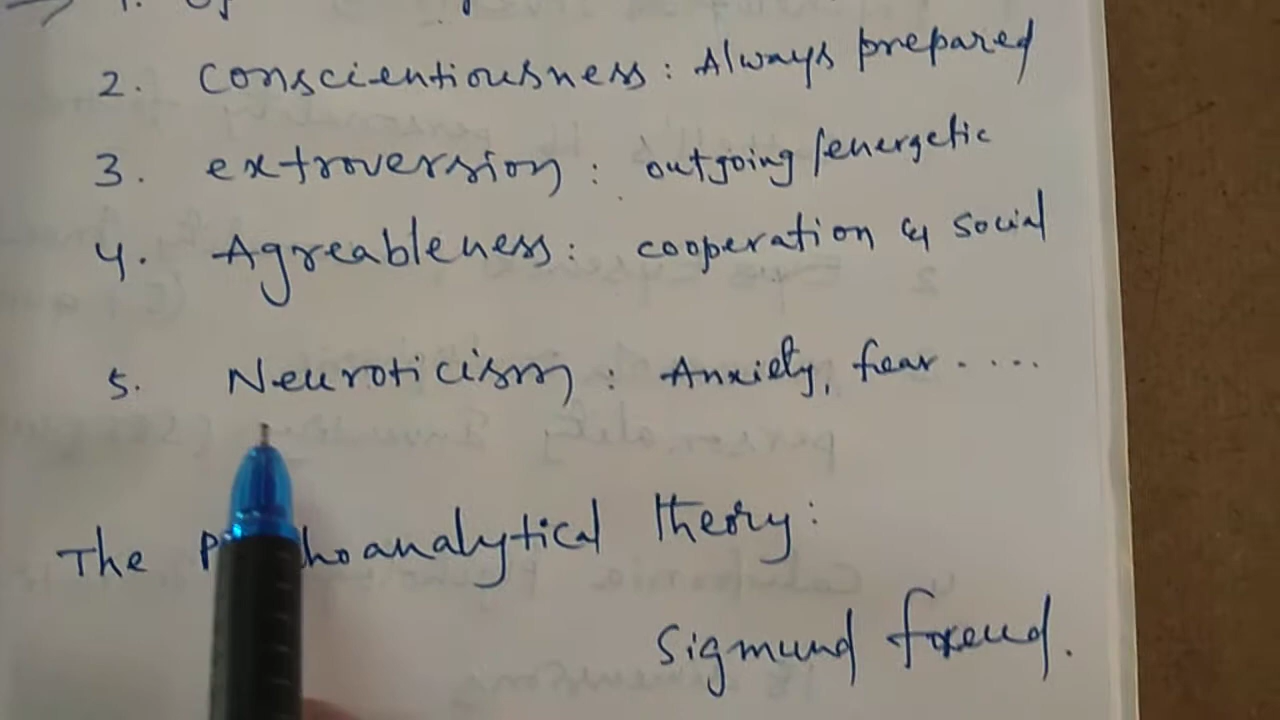 1.
2. Conscientiousness : Always prepared
3. extroversion : outgoing / energetic
4. Agreableness : cooperation & social
5. Neuroticism : Anxiety, fear . ...
The theory :
Sigmund freud.